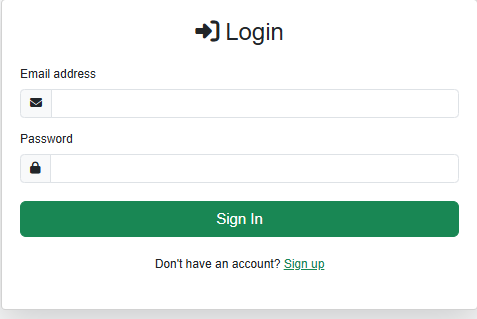 Login
Email address
Password
Sign In
Don't have an account? Sign up